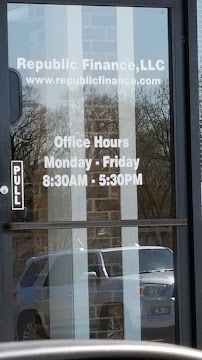 Republic Finance,LLC
www.republicfinance.com
Office Hours
Monday - Friday
8:30AM - 5:30PM
PULL